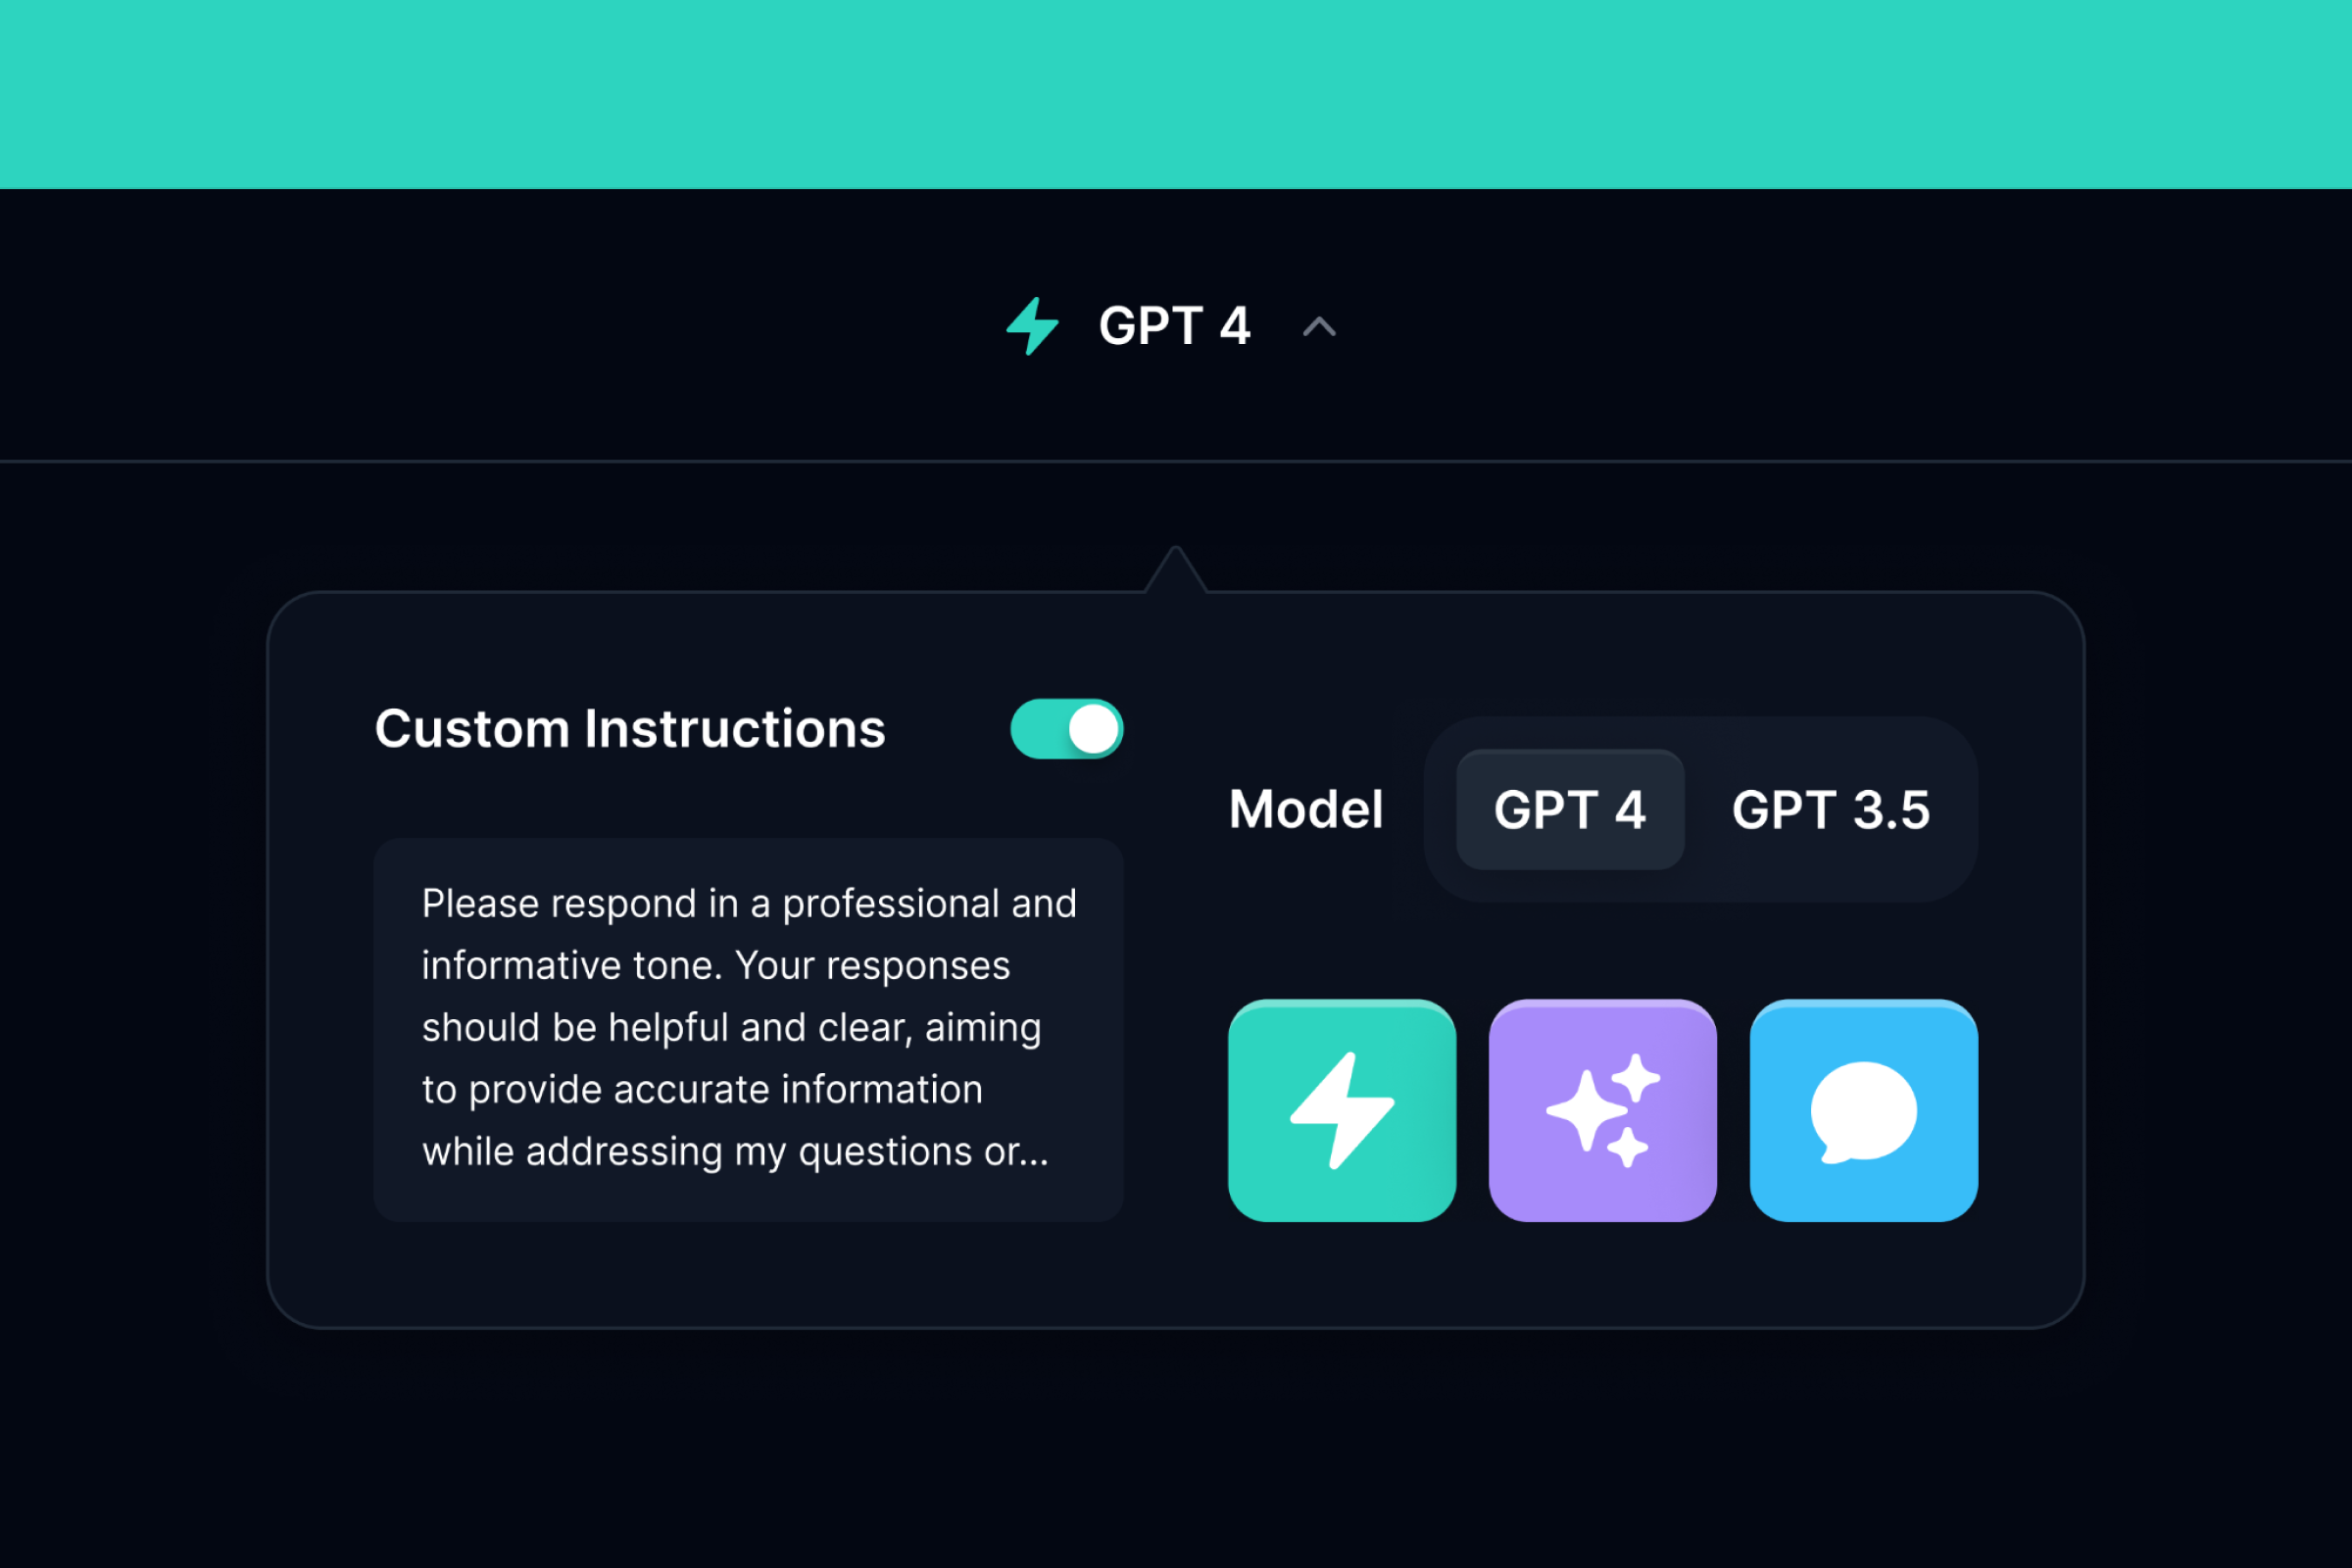 GPT 4
Custom Instructions
Please respond in a professional and
informative tone. Your responses
should be helpful and clear, aiming
to provide accurate information
while addressing my questions or...
Model
GPT 4
GPT 3.5